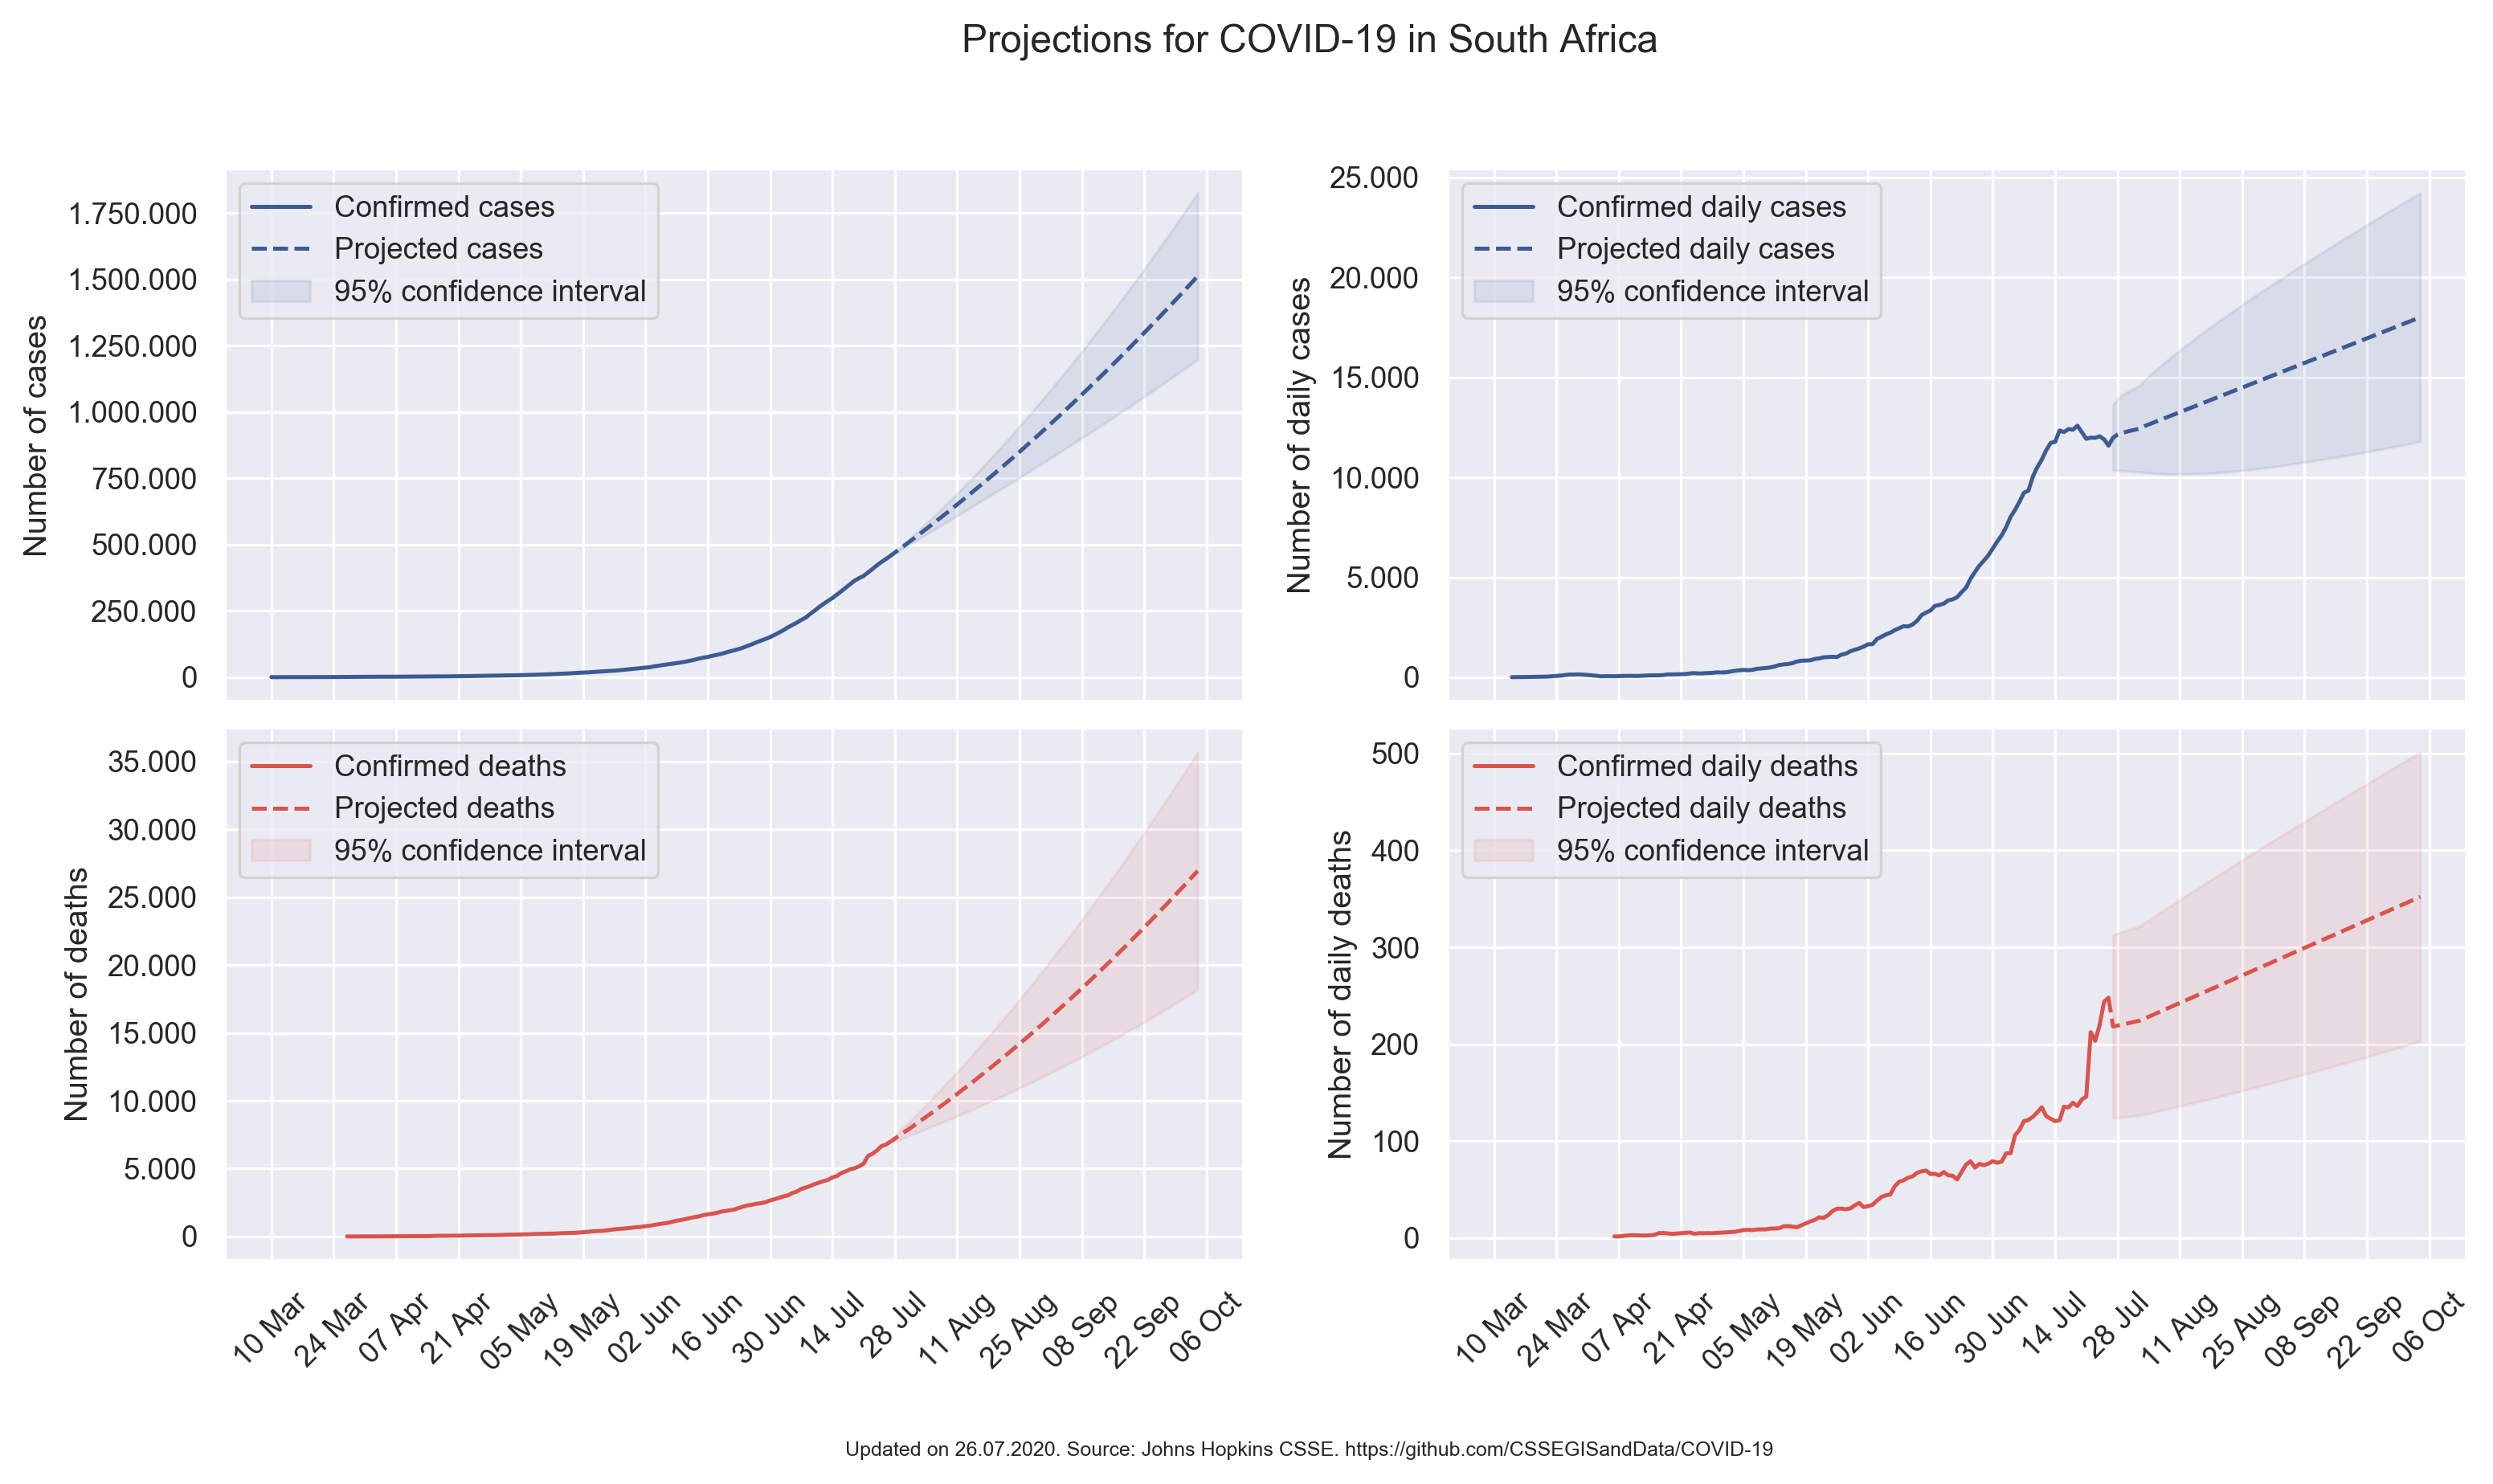 Projections for COVID-19 in South Africa
Number of cases
1.750.000
1.500.000
1.250.000
1.000.000
750.000
500.000
250.000
0
Confirmed cases
Projected cases
95% confidence interval
Number of daily cases
25.000
20.000
15.000
10.000
5.000
0
Confirmed daily cases
Projected daily cases
95% confidence interval
Number of deaths
35.000
30.000
25.000
20.000
15.000
10.000
5.000
0
Confirmed deaths
Projected deaths
95% confidence interval
10 Mar
24 Mar
07 Apr
21 Apr
05 May
19 May
02 Jun
16 Jun
30 Jun
14 Jul
28 Jul
11 Aug
25 Aug
08 Sep
22 Sep
06 Oct
Number of daily deaths
500
400
300
200
100
0
Confirmed daily deaths
Projected daily deaths
95% confidence interval
10 Mar
24 Mar
07 Apr
21 Apr
05 May
19 May
02 Jun
16 Jun
30 Jun
14 Jul
28 Jul
11 Aug
25 Aug
08 Sep
22 Sep
06 Oct
Updated on 26.07.2020. Source: Johns Hopkins CSSE. https://github.com/CSSEGISandData/COVID-19